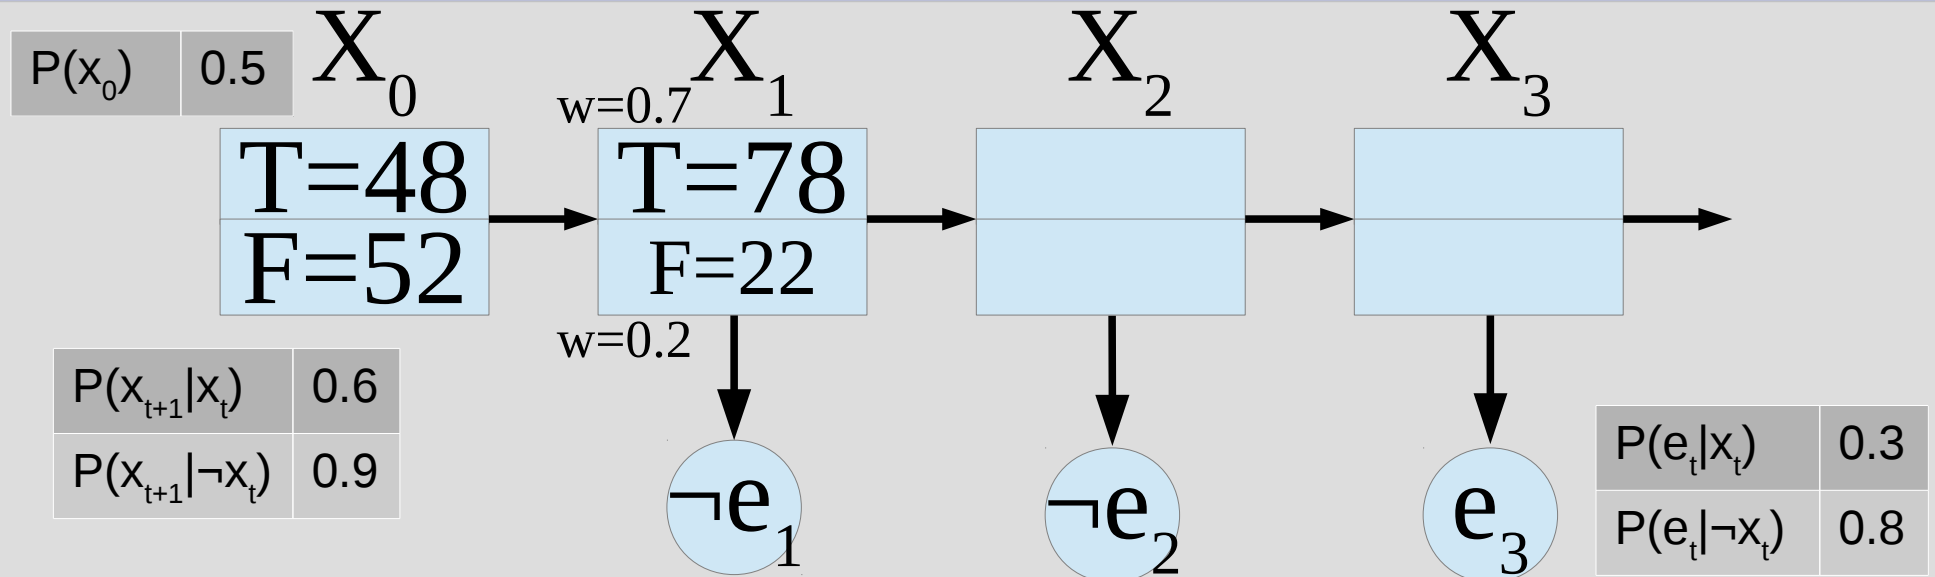 X0 X1 X2 X3
P(x0) 0.5
w=0.7
T=48 T=78
F=52 F=22
w=0.2
P(xt+1|xt) 0.6
P(xt+1|¬xt) 0.9
P(et|xt) 0.3
P(et|¬xt) 0.8
¬e1 ¬e2 e3